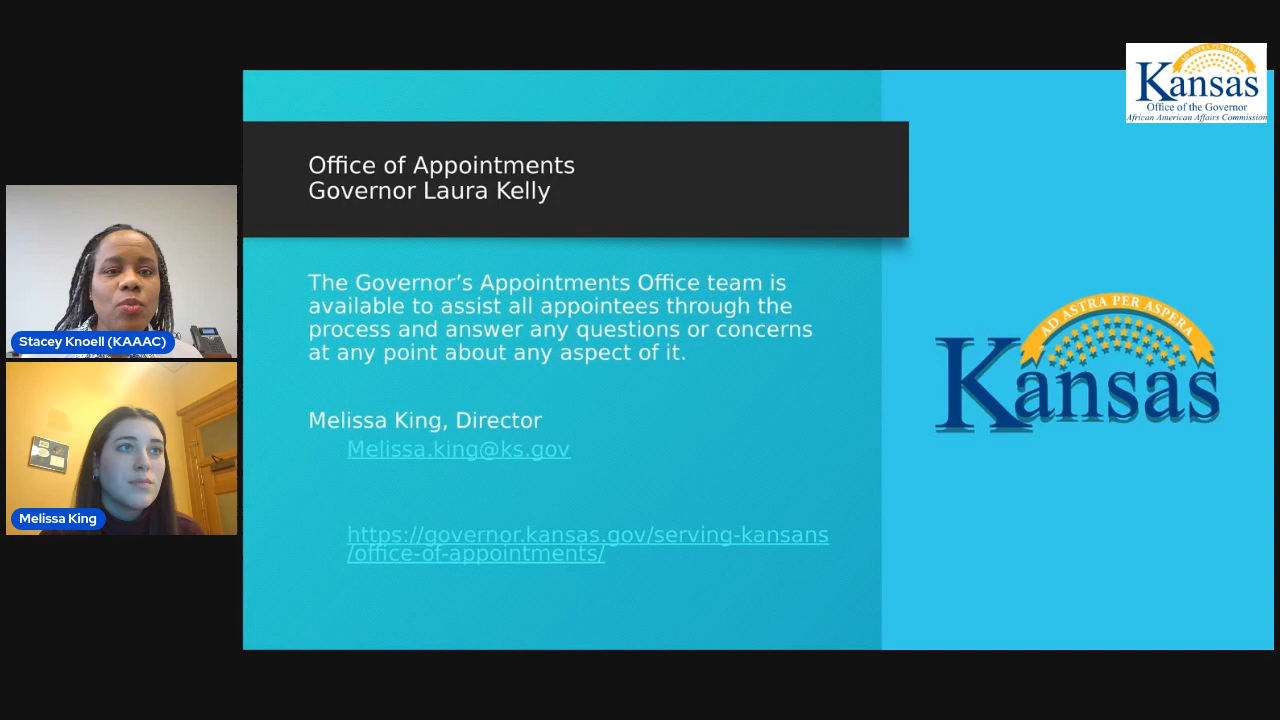 AD ASTRA PER ASPERA
Kansas
Office of the Governor
African American Affairs Commission
Office of Appointments
Governor Laura Kelly
The Governor’s Appointments Office team is
available to assist all appointees through the
process and answer any questions or concerns
at any point about any aspect of it.
Melissa King, Director
Melissa.king@ks.gov
https://governor.kansas.gov/serving-kansans
/office-of-appointments/
AD ASTRA PER ASPERA
Kansas
Stacey Knoell (KAAAC)
Melissa King